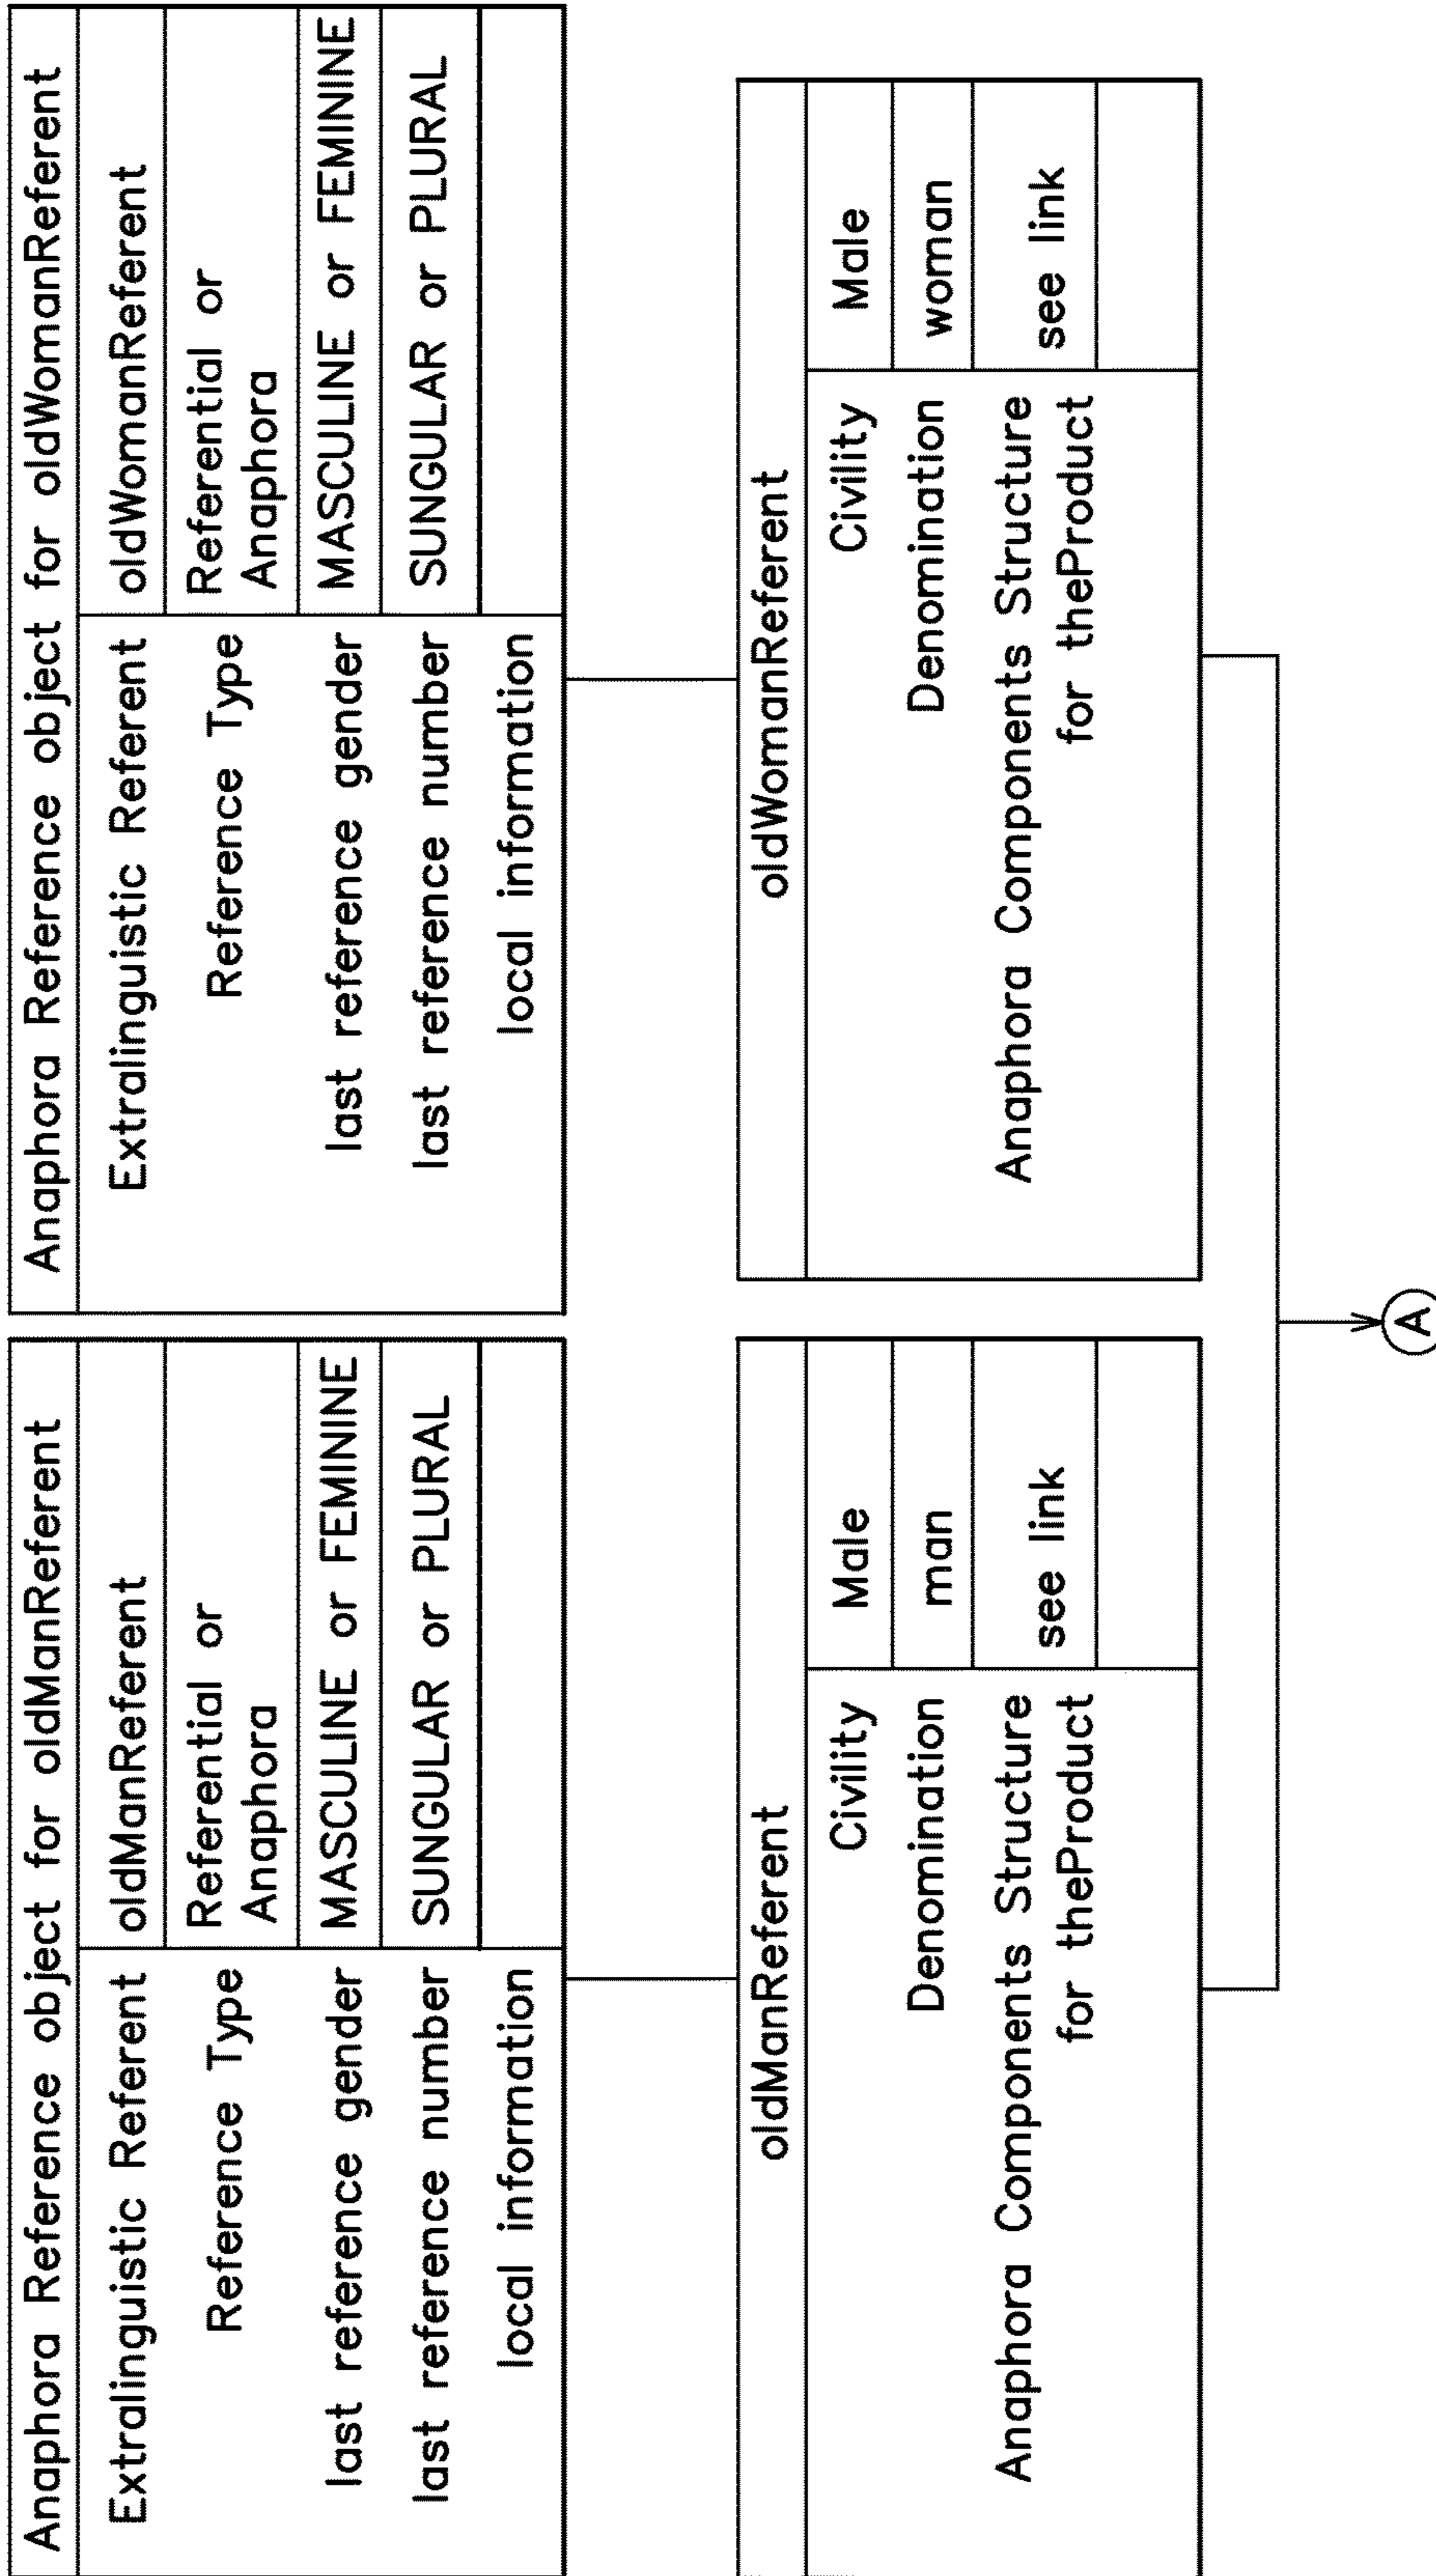 Anaphora Reference object for oldManReferent
Extralinguistic Referent oldManReferent
Reference Type Referential or
Anaphora
last reference gender MASCULINE or FEMININE
last reference number SUNGULAR or PLURAL
local information
Anaphora Reference object for oldWomanReferent
Extralinguistic Referent oldWomanReferent
Reference Type Referential or
Anaphora
last reference gender MASCULINE or FEMININE
last reference number SUNGULAR or PLURAL
local information
oldManReferent
Civility Male
Denomination man
Anaphora Components Structure see link
for theProduct
oldWomanReferent
Civility Male
Denomination woman
Anaphora Components Structure see link
for theProduct
A